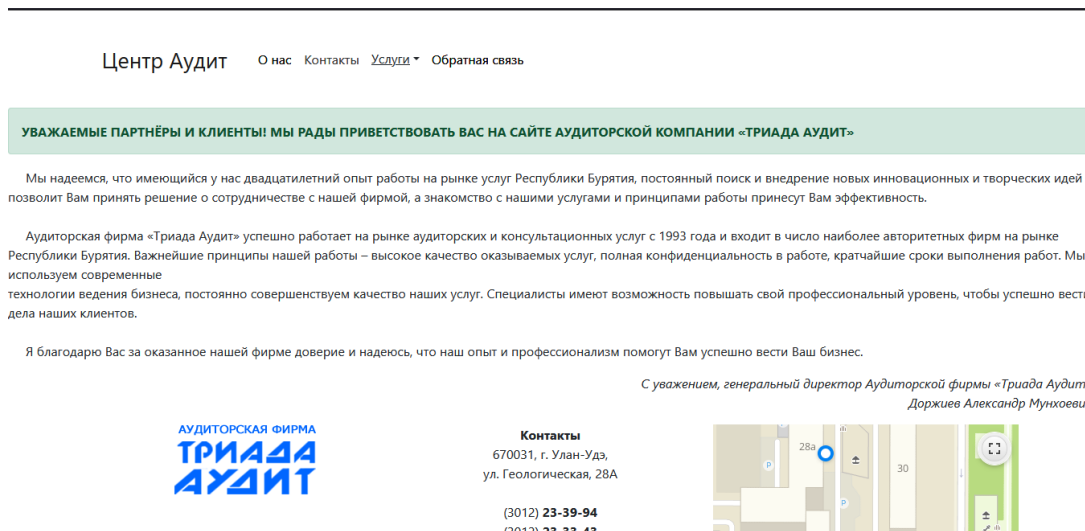 Центр Аудит О нас Контакты Услуги Обратная связь
УВАЖАЕМЫЕ ПАРТНЁРЫ И КЛИЕНТЫ! МЫ РАДЫ ПРИВЕТСТВОВАТЬ ВАС НА САЙТЕ АУДИТОРСКОЙ КОМПАНИИ «ТРИАДА АУДИТ»
Мы надеемся, что имеющийся у нас двадцатилетний опыт работы на рынке услуг Республики Бурятия, постоянный поиск и внедрение новых инновационных и творческих идей
позволит Вам принять решение о сотрудничестве с нашей фирмой, а знакомство с нашими услугами и принципами работы принесут Вам эффективность.
Аудиторская фирма «Триада Аудит» успешно работает на рынке аудиторских и консультационных услуг с 1993 года и входит в число наиболее авторитетных фирм на рынке
Республики Бурятия. Важнейшие принципы нашей работы – высокое качество оказываемых услуг, полная конфиденциальность в работе, кратчайшие сроки выполнения работ. Мы
используем современные
технологии ведения бизнеса, постоянно совершенствуем качество наших услуг. Специалисты имеют возможность повышать свой профессиональный уровень, чтобы успешно вести
дела наших клиентов.
Я благодарю Вас за оказанное нашей фирме доверие и надеюсь, что наш опыт и профессионализм помогут Вам успешно вести Ваш бизнес.
С уважением, генеральный директор Аудиторской фирмы «Триада Аудит
Доржиев Александр Мунхоеви
АУДИТОРСКАЯ ФИРМА
ТРИАДА
АУДИТ
Контакты
670031, г. Улан-Удэ,
ул. Геологическая, 28А
(3012) 23-39-94
(3012) 23-33-43
28а
30
P
P
P